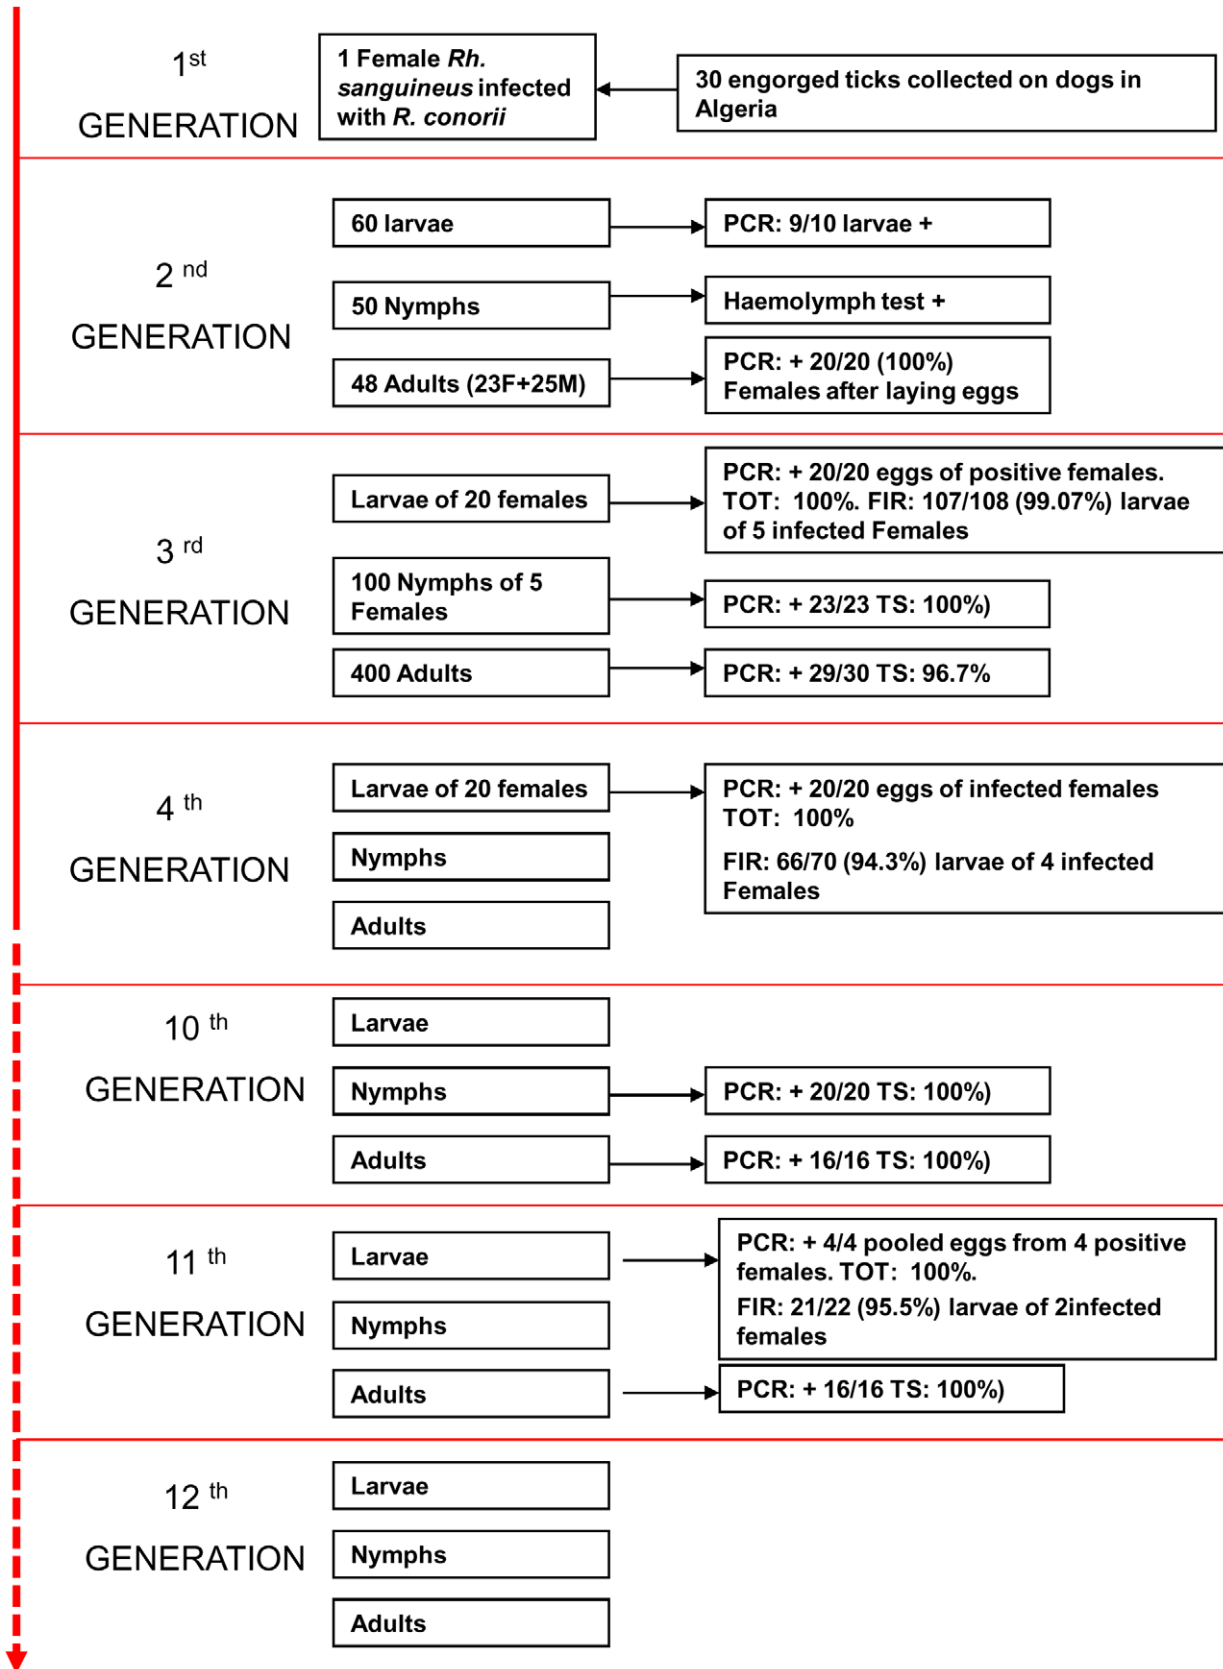 1st
GENERATION
1 Female Rh.
sanguineus infected
with R. conorii
30 engorged ticks collected on dogs in
Algeria
2 nd
GENERATION
60 larvae
PCR: 9/10 larvae +
50 Nymphs
Haemolymph test +
48 Adults (23F+25M)
PCR: + 20/20 (100%)
Females after laying eggs
3 rd
GENERATION
Larvae of 20 females
PCR: + 20/20 eggs of positive females.
TOT: 100%. FIR: 107/108 (99.07%) larvae
of 5 infected Females
100 Nymphs of 5
Females
PCR: + 23/23 TS: 100%)
400 Adults
PCR: + 29/30 TS: 96.7%
4 th
GENERATION
Larvae of 20 females
PCR: + 20/20 eggs of infected females
TOT: 100%
FIR: 66/70 (94.3%) larvae of 4 infected
Females
Nymphs
Adults
10 th
GENERATION
Larvae
Nymphs
PCR: + 20/20 TS: 100%)
Adults
PCR: + 16/16 TS: 100%)
11 th
GENERATION
Larvae
PCR: + 4/4 pooled eggs from 4 positive
females. TOT: 100%.
FIR: 21/22 (95.5%) larvae of 2infected
females
Nymphs
Adults
PCR: + 16/16 TS: 100%)
12 th
GENERATION
Larvae
Nymphs
Adults